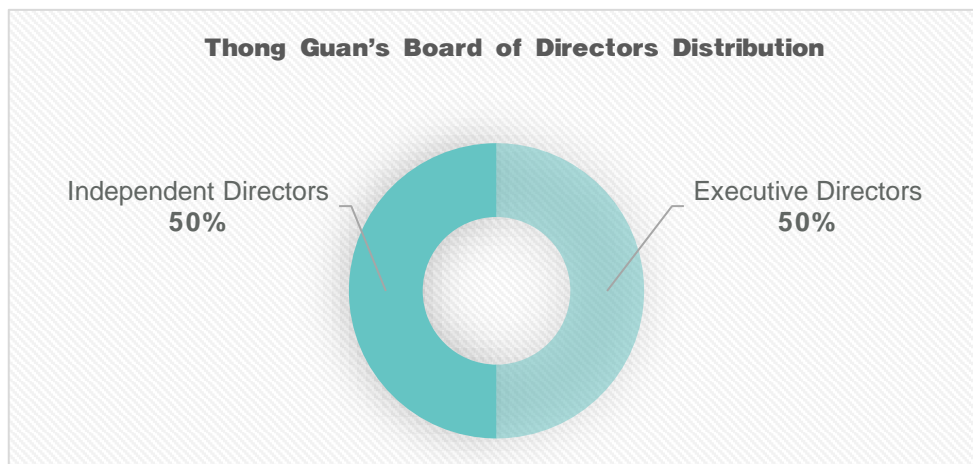 Thong Guan’s Board of Directors Distribution
Independent Directors
50%
Executive Directors
50%